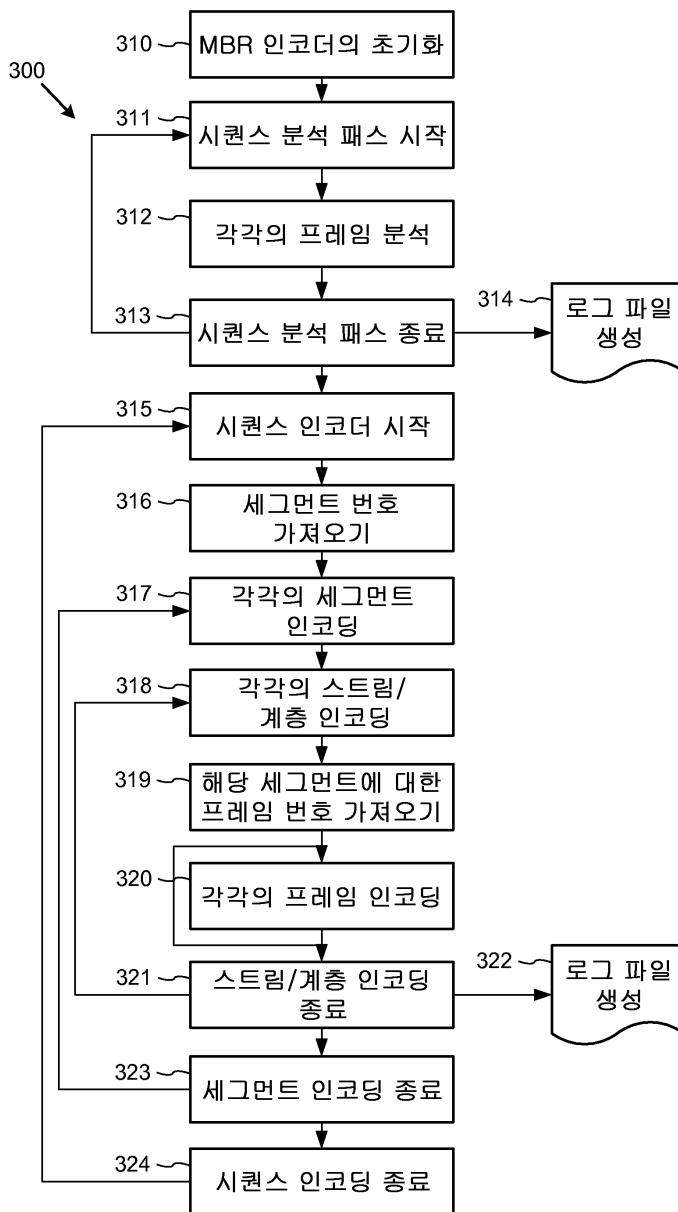 300
310
MBR 인코더의 초기화
311
시퀀스 분석 패스 시작
312
각각의 프레임 분석
313
시퀀스 분석 패스 종료
314
로그 파일
생성
315
시퀀스 인코더 시작
316
세그먼트 번호
가져오기
317
각각의 세그먼트
인코딩
318
각각의 스트림/
계층 인코딩
319
해당 세그먼트에 대한
프레임 번호 가져오기
320
각각의 프레임 인코딩
321
스트림/계층 인코딩
종료
322
로그 파일
생성
323
세그먼트 인코딩 종료
324
시퀀스 인코딩 종료